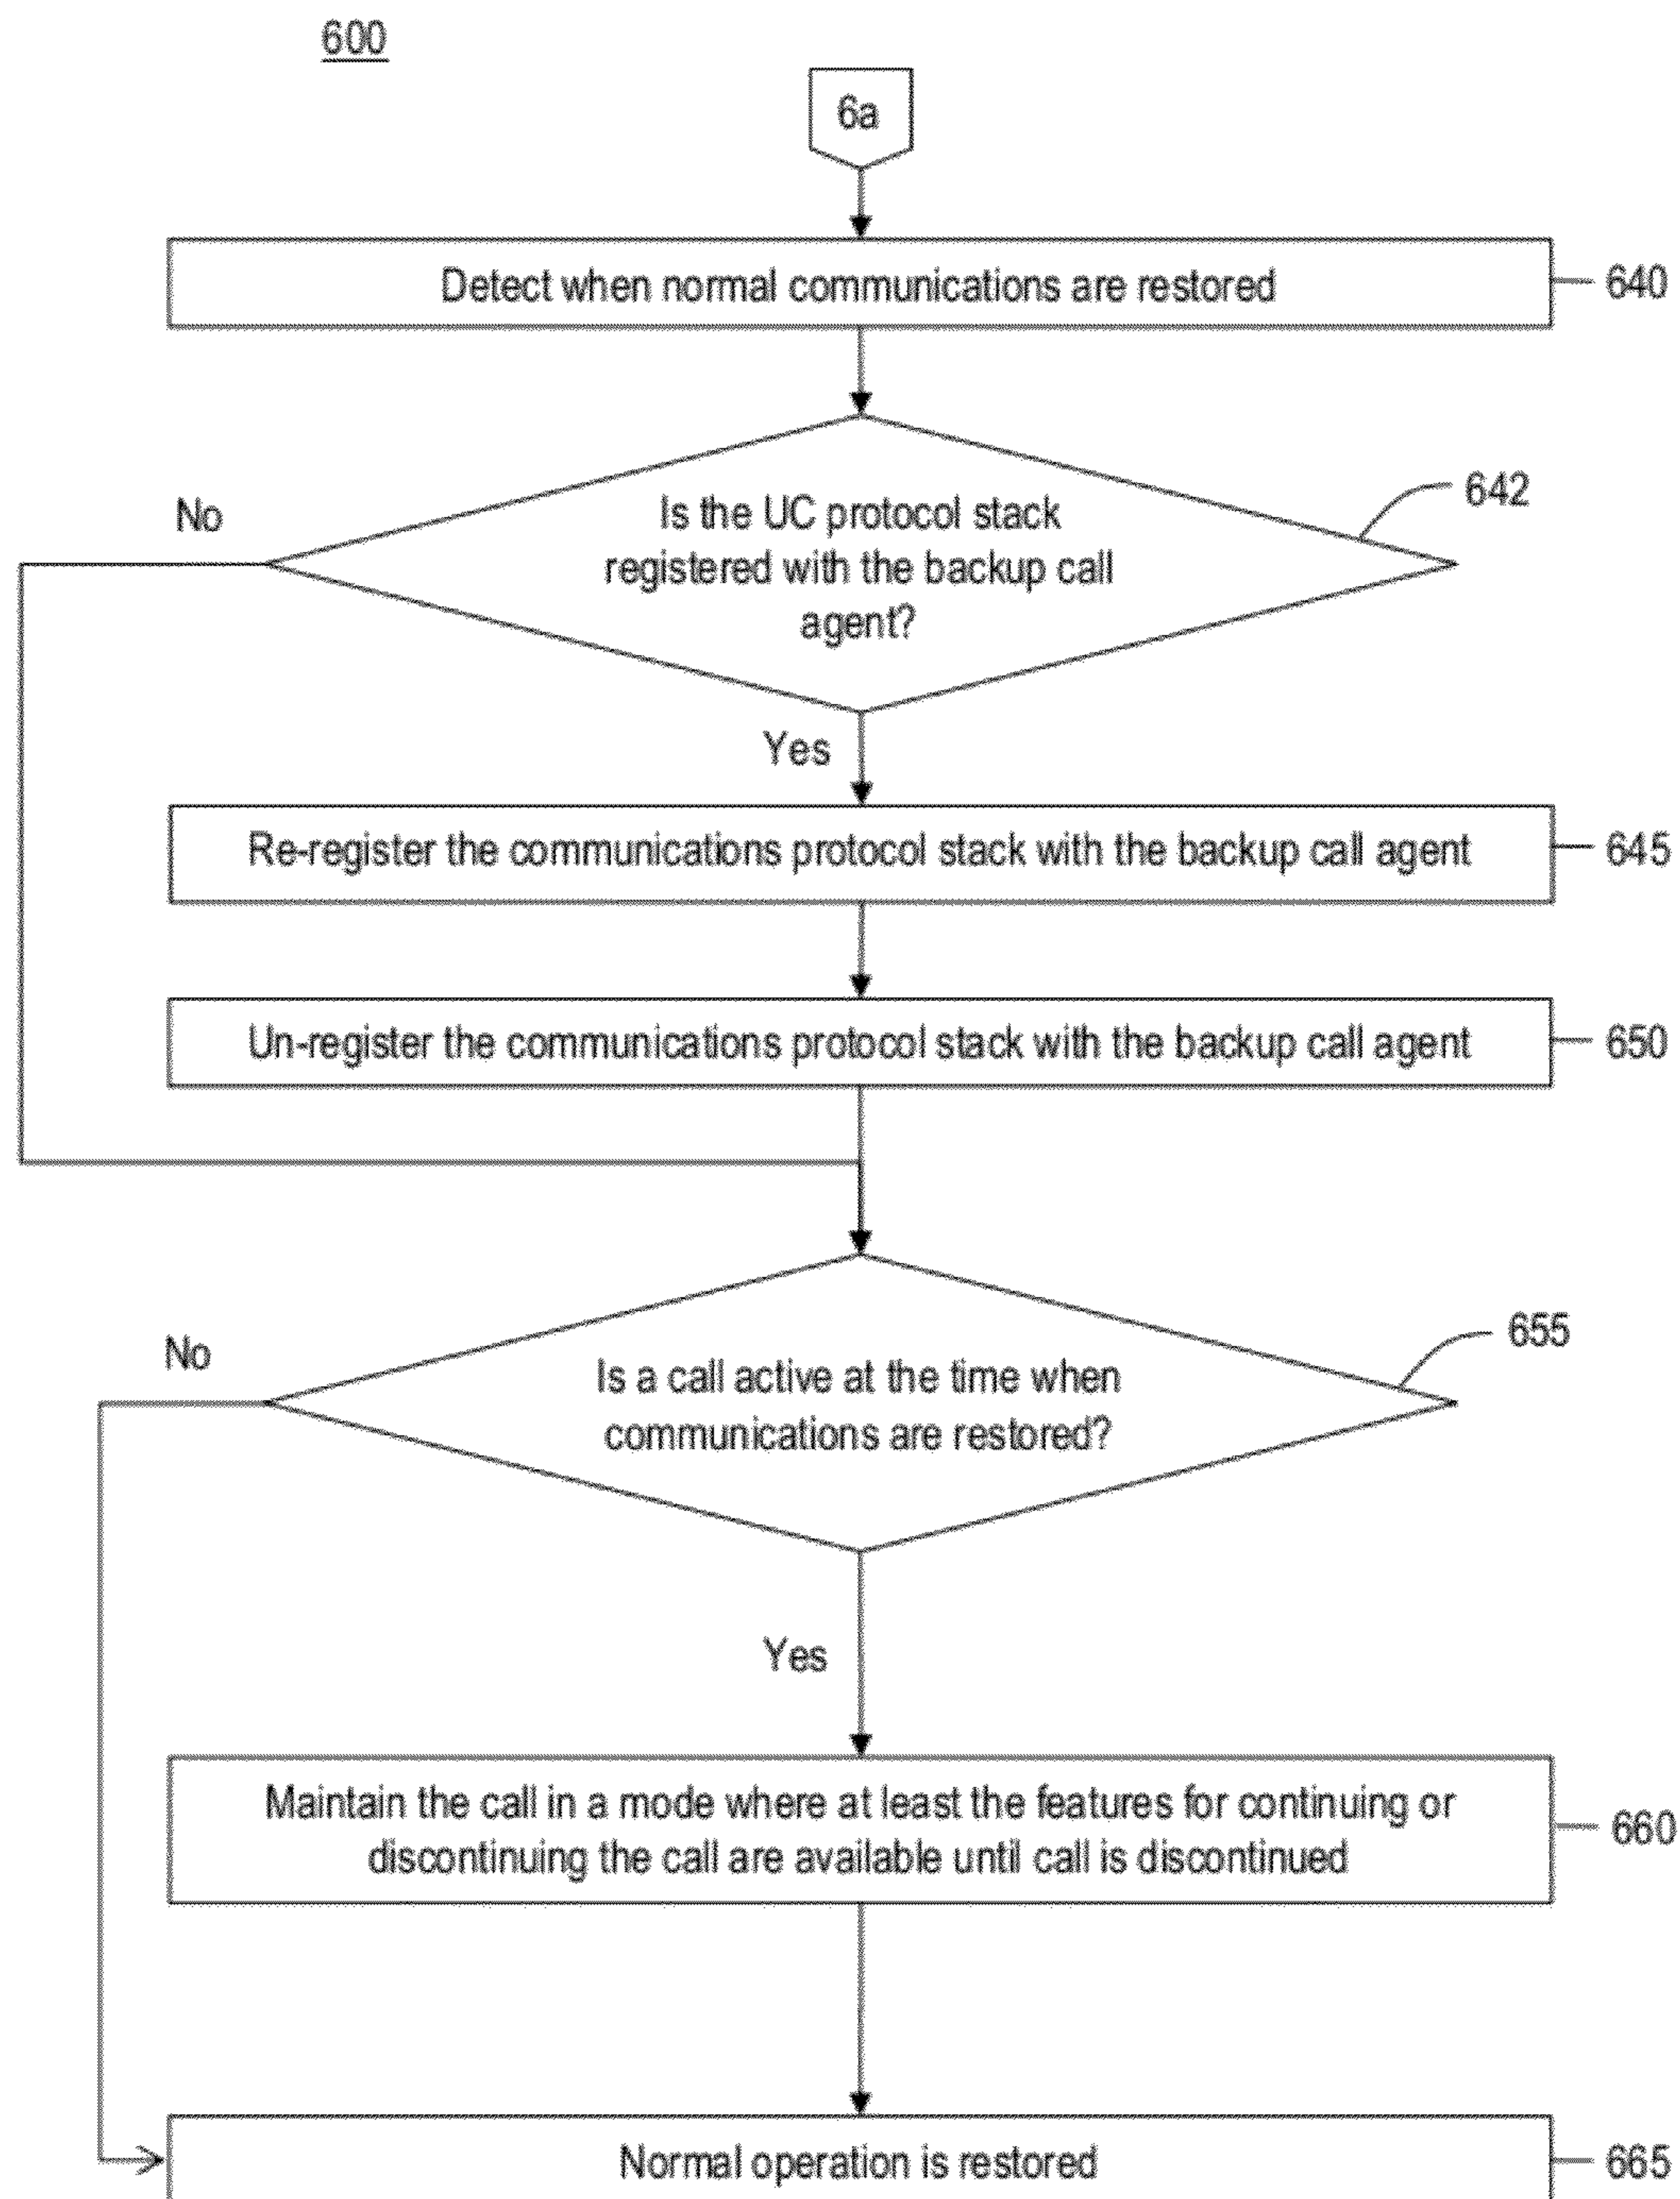 600
6a
Detect when normal communications are restored
640
642
No
Is the UC protocol stack
registered with the backup call
agent?
Yes
Re-register the communications protocol stack with the backup call agent
645
Un-register the communications protocol stack with the backup call agent
650
655
No
Is a call active at the time when
communications are restored?
Yes
Maintain the call in a mode where at least the features for continuing or
discontinuing the call are available until call is discontinued
660
Normal operation is restored
665